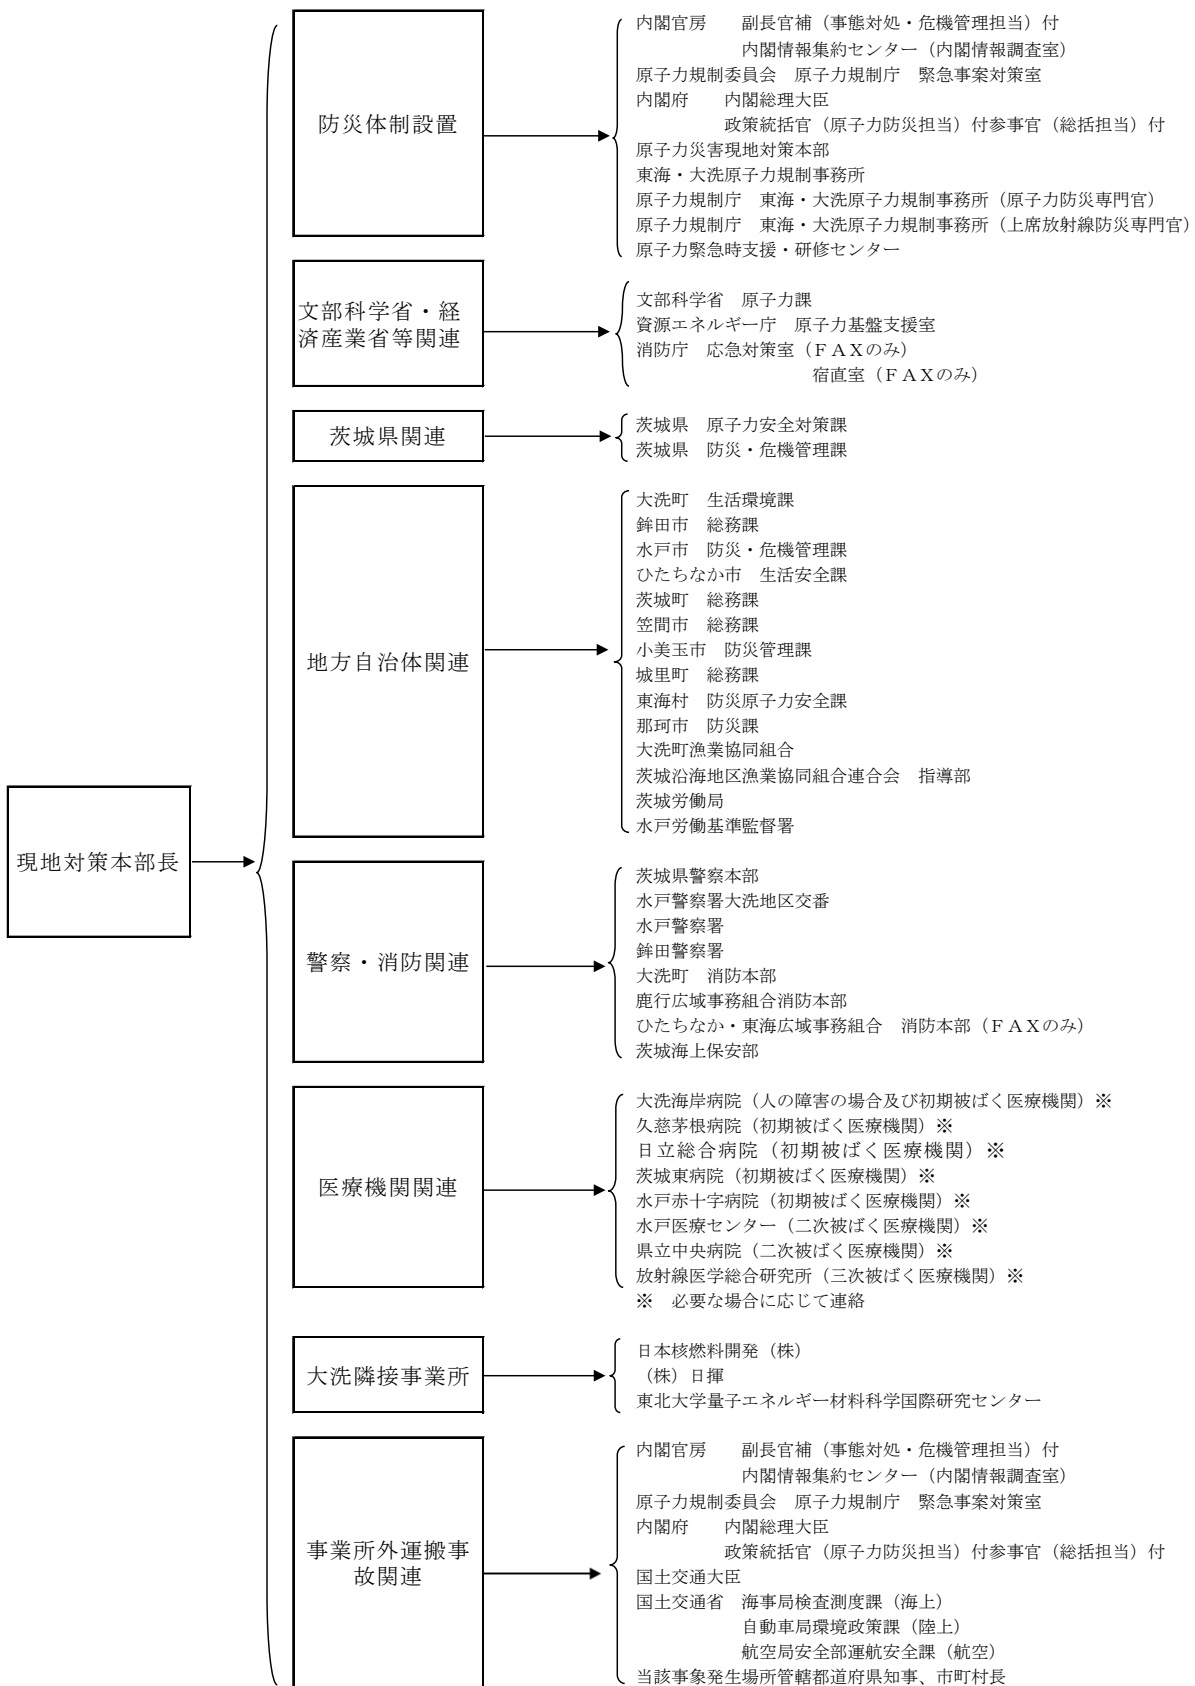 現地対策本部長
防災体制設置
内閣官房　　副長官補（事態対処・危機管理担当）付
内閣情報集約センター（内閣情報調査室）
原子力規制委員会　原子力規制庁　緊急事案対策室
内閣府　　内閣総理大臣
政策統括官（原子力防災担当）付参事官（総括担当）付
原子力災害現地対策本部
東海・大洗原子力規制事務所
原子力規制庁　東海・大洗原子力規制事務所（原子力防災専門官）
原子力規制庁　東海・大洗原子力規制事務所（上席放射線防災専門官）
原子力緊急時支援・研修センター
文部科学省・経
済産業省等関連
文部科学省　原子力課
資源エネルギー庁　原子力基盤支援室
消防庁　応急対策室（ＦＡＸのみ）
宿直室（ＦＡＸのみ）
茨城県関連
茨城県　原子力安全対策課
茨城県　防災・危機管理課
地方自治体関連
大洗町　生活環境課
鉾田市　総務課
水戸市　防災・危機管理課
ひたちなか市　生活安全課
茨城町　総務課
笠間市　総務課
小美玉市　防災管理課
城里町　総務課
東海村　防災原子力安全課
那珂市　防災課
大洗町漁業協同組合
茨城沿海地区漁業協同組合連合会　指導部
茨城労働局
水戸労働基準監督署
警察・消防関連
茨城県警察本部
水戸警察署大洗地区交番
水戸警察署
鉾田警察署
大洗町　消防本部
鹿行広域事務組合消防本部
ひたちなか・東海広域事務組合　消防本部（ＦＡＸのみ）
茨城海上保安部
医療機関関連
大洗海岸病院（人の障害の場合及び初期被ばく医療機関）※
久慈茅根病院（初期被ばく医療機関）※
日立総合病院（初期被ばく医療機関）※
茨城東病院（初期被ばく医療機関）※
水戸赤十字病院（初期被ばく医療機関）※
水戸医療センター（二次被ばく医療機関）※
県立中央病院（二次被ばく医療機関）※
放射線医学総合研究所（三次被ばく医療機関）※
※　必要な場合に応じて連絡
大洗隣接事業所
日本核燃料開発（株）
（株）日揮
東北大学量子エネルギー材料科学国際研究センター
事業所外運搬事
故関連
内閣官房　　副長官補（事態対処・危機管理担当）付
内閣情報集約センター（内閣情報調査室）
原子力規制委員会　原子力規制庁　緊急事案対策室
内閣府　　内閣総理大臣
政策統括官（原子力防災担当）付参事官（総括担当）付
国土交通大臣
国土交通省　海事局検査測度課（海上）
自動車局環境政策課（陸上）
航空局安全部運航安全課（航空）
当該事象発生場所管轄都道府県知事、市町村長